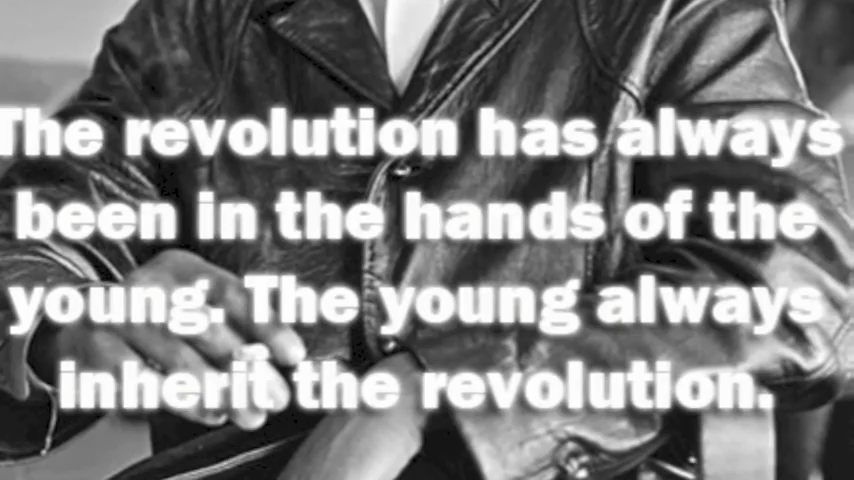 The revolution has always
been in the hands of the
young. The young always
inherit the revolution.